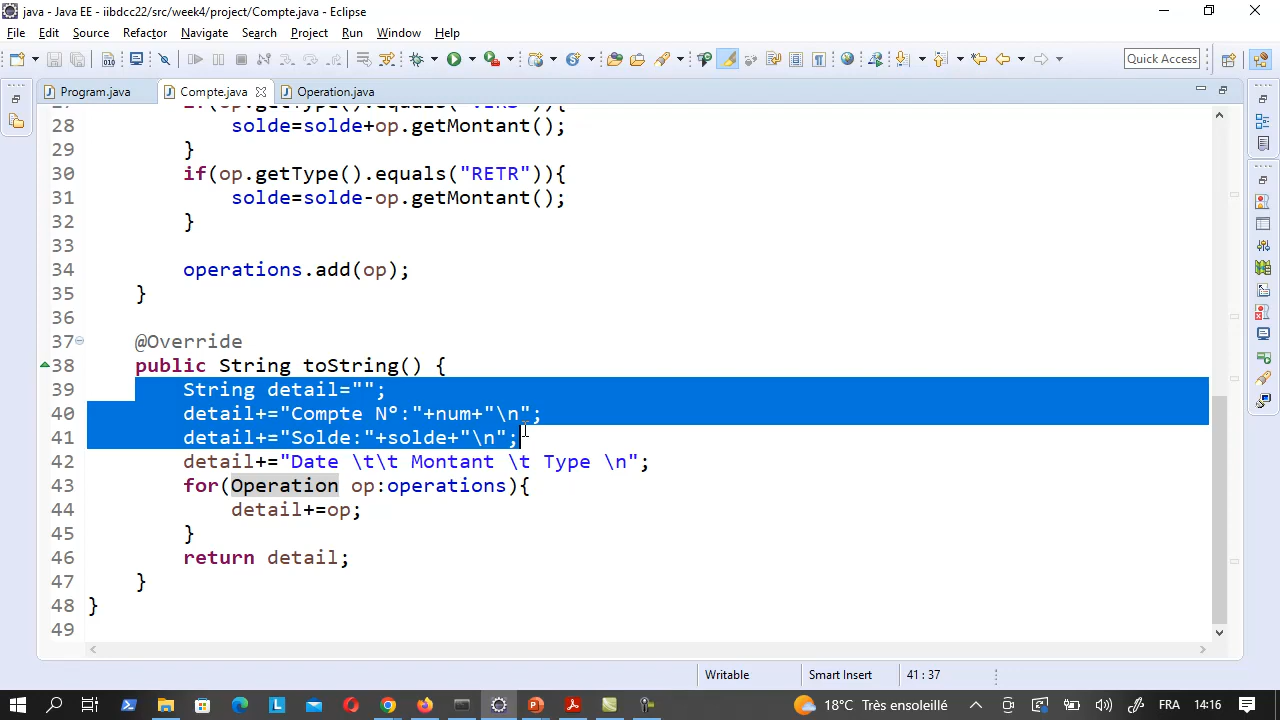 java - Java EE - iibdcc22/src/week4/project/Compte.java - Eclipse
File Edit Source Refactor Navigate Search Project Run Window Help
Quick Access
Program.java Compte.java Operation.java
28 solde=solde+op.getMontant();
29 }
30 if(op.getType().equals("RETR")){
31 solde=solde-op.getMontant();
32 }
33
34 operations.add(op);
35 }
36
37 @Override
38 public String toString() {
39 String detail="";
40 detail+="Compte N°:"+num+"\n";
41 detail+="Solde:"+solde+"\n";
42 detail+="Date \t\t Montant \t Type \n";
43 for(Operation op:operations){
44 detail+=op;
45 }
46 return detail;
47 }
48 }
49
Writable Smart Insert 41 : 37
18°C Très ensoleillé FRA 14:16